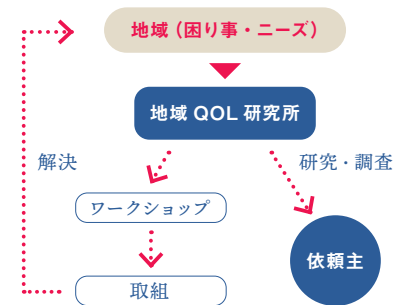 地域（困り事・ニーズ）
地域 QOL 研究所
解決
研究・調査
ワークショップ
依頼主
取組